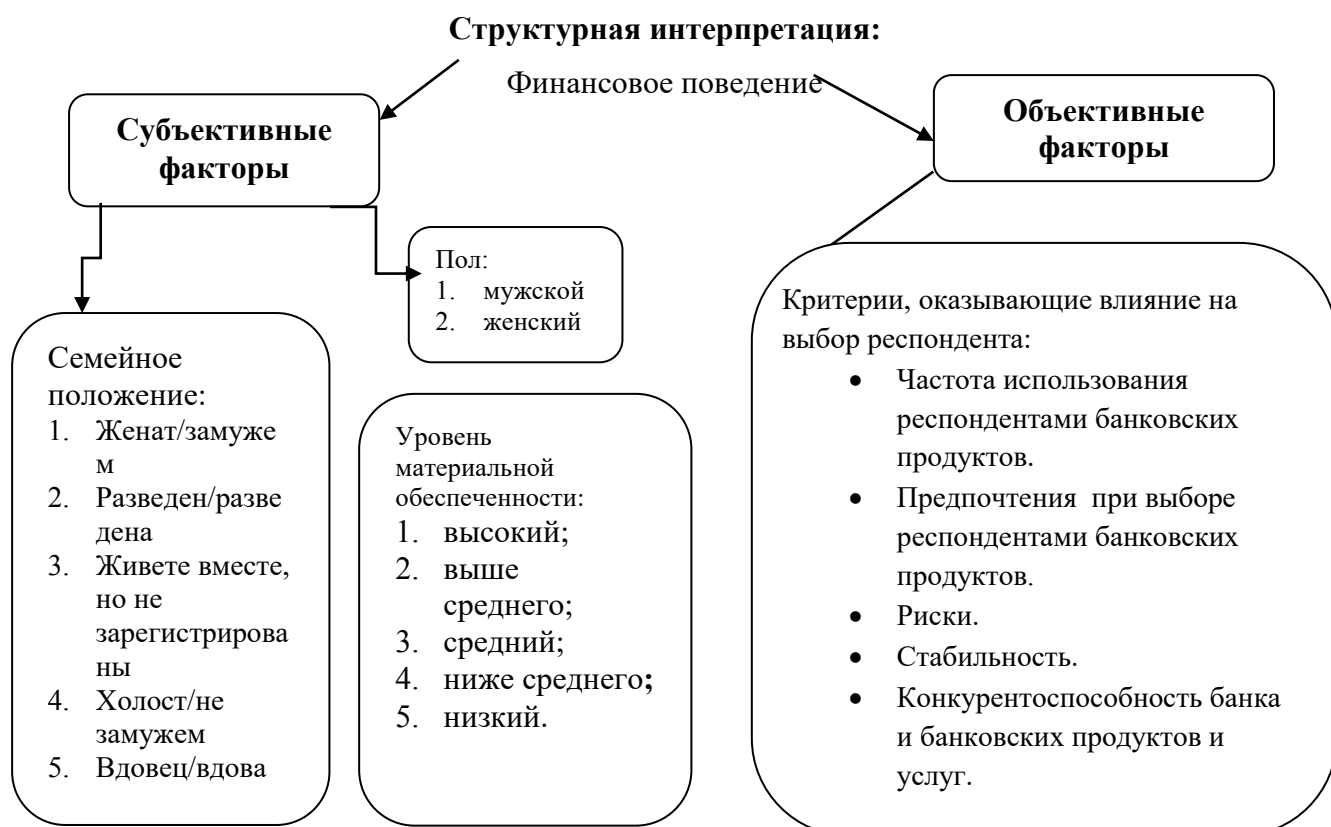 Структурная интерпретация:
Финансовое поведение
Субъективные
факторы
Объективные
факторы
Пол:
1. мужской
2. женский
Семейное
положение:
1. Женат/замуже
м
2. Разведен/разве
дена
3. Живете вместе,
но не
зарегистрирова
ны
4. Холост/не
замужем
5. Вдовец/вдова
Уровень
материальной
обеспеченности:
1. высокий;
2. выше
среднего;
3. средний;
4. ниже среднего;
5. низкий.
Критерии, оказывающие влияние на
выбор респондента:
• Частота использования
респондентами банковских
продуктов.
• Предпочтения при выборе
респондентами банковских
продуктов.
• Риски.
• Стабильность.
• Конкурентоспособность банка
и банковских продуктов и
услуг.